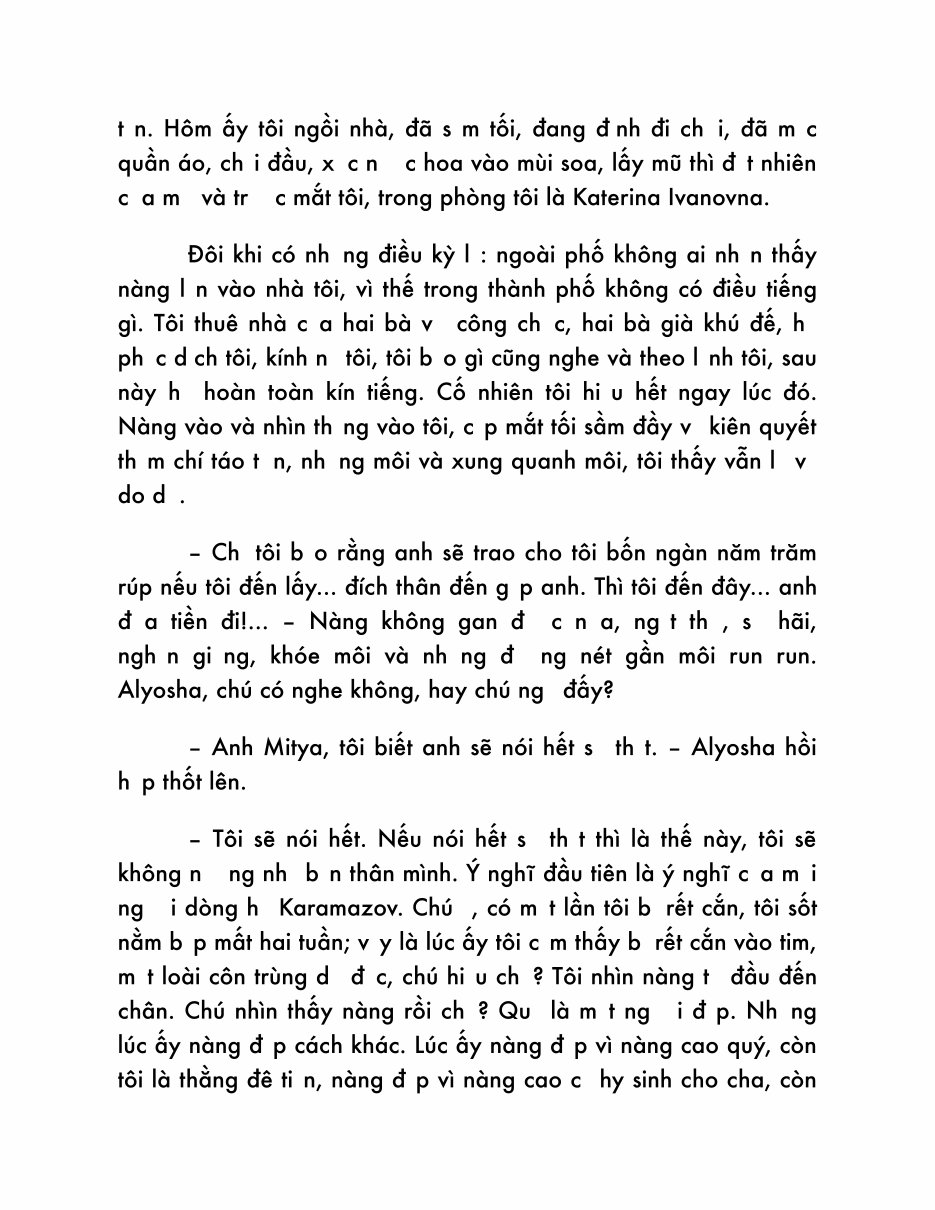 t n. Hôm ấy tôi ngồi nhà, đã s m tối, đang đ nh đi ch i, đã m c
quần áo, ch i đầu, x c n c hoa vào mùi soa, lấy mũ thì đ t nhiên
c a m và tr c mắt tôi, trong phòng tôi là Katerina Ivanovna.
Đôi khi có nh ng điều kỳ l : ngoài phố không ai nh n thấy
nàng l n vào nhà tôi, vì thế trong thành phố không có điều tiếng
gì. Tôi thuê nhà c a hai bà v công ch c, hai bà già khú đế, h
ph c d ch tôi, kính n tôi, tôi b o gì cũng nghe và theo l nh tôi, sau
này h hoàn toàn kín tiếng. Cố nhiên tôi hi u hết ngay lúc đó.
Nàng vào và nhìn th ng vào tôi, c p mắt tối sầm đầy v kiên quyết
th m chí táo t n, nh ng môi và xung quanh môi, tôi thấy vẫn l v
do d .
– Ch tôi b o rằng anh sẽ trao cho tôi bốn ngàn năm trăm
rúp nếu tôi đến lấy... đích thân đến g p anh. Thì tôi đến đây... anh
đ a tiền đi!... – Nàng không gan đ c n a, ng t th , s hãi,
ngh n gi ng, khóe môi và nh ng đ ng nét gần môi run run.
Alyosha, chú có nghe không, hay chú ng đấy?
– Anh Mitya, tôi biết anh sẽ nói hết s th t. – Alyosha hồi
h p thốt lên.
– Tôi sẽ nói hết. Nếu nói hết s th t thì là thế này, tôi sẽ
không n ng nh b n thân mình. Ý nghĩ đầu tiên là ý nghĩ c a m i
ng i dòng h Karamazov. Chú , có m t lần tôi b rết cắn, tôi sốt
nằm b p mất hai tuần; v y là lúc ấy tôi c m thấy b rết cắn vào tim,
m t loài côn trùng d đ c, chú hi u ch ? Tôi nhìn nàng t đầu đến
chân. Chú nhìn thấy nàng rồi ch ? Qu là m t ng i đ p. Nh ng
lúc ấy nàng đ p cách khác. Lúc ấy nàng đ p vì nàng cao quý, còn
tôi là thằng đê ti n, nàng đ p vì nàng cao c hy sinh cho cha, còn